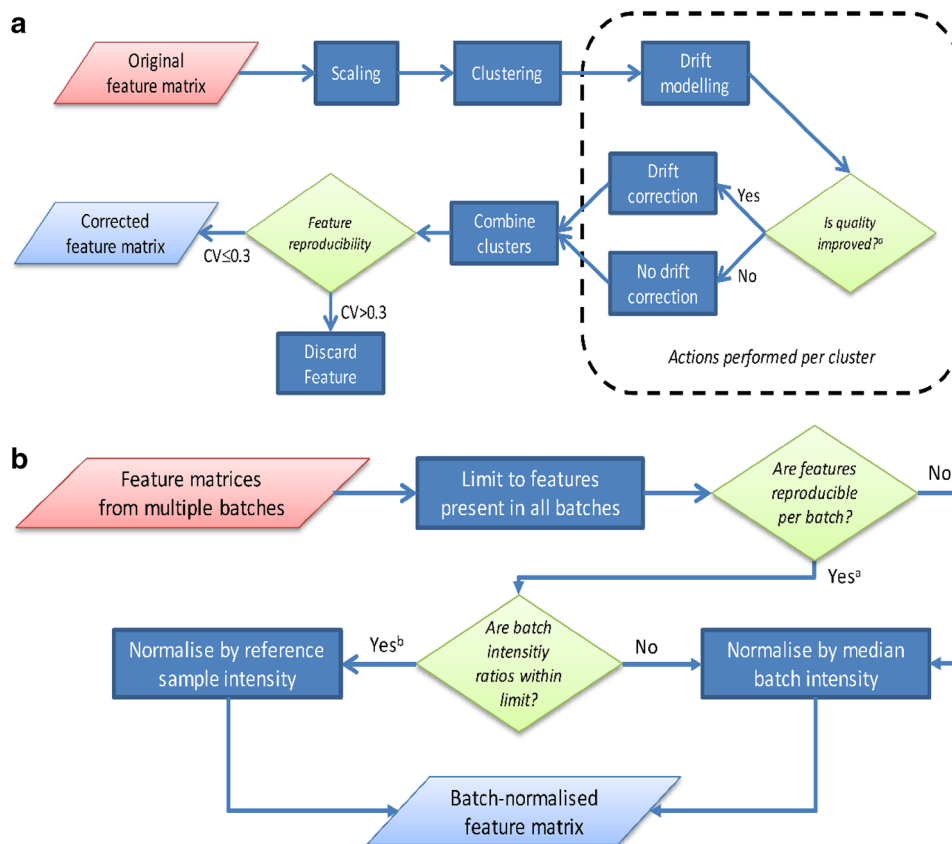 a
Original
feature matrix
Scaling
Clustering
Drift
modelling
Is quality
improved?ᵃ
Yes
No
Drift
correction
No drift
correction
Actions performed per cluster
Combine
clusters
Feature
reproducibility
CV≤0.3
Corrected
feature matrix
CV>0.3
Discard
Feature
b
Feature matrices
from multiple batches
Limit to features
present in all batches
Are features
reproducible
per batch?
No
Yesᵃ
Are batch
intensitiy
ratios within
limit?
Yesᵇ
No
Normalise by reference
sample intensity
Normalise by median
batch intensity
Batch-normalised
feature matrix